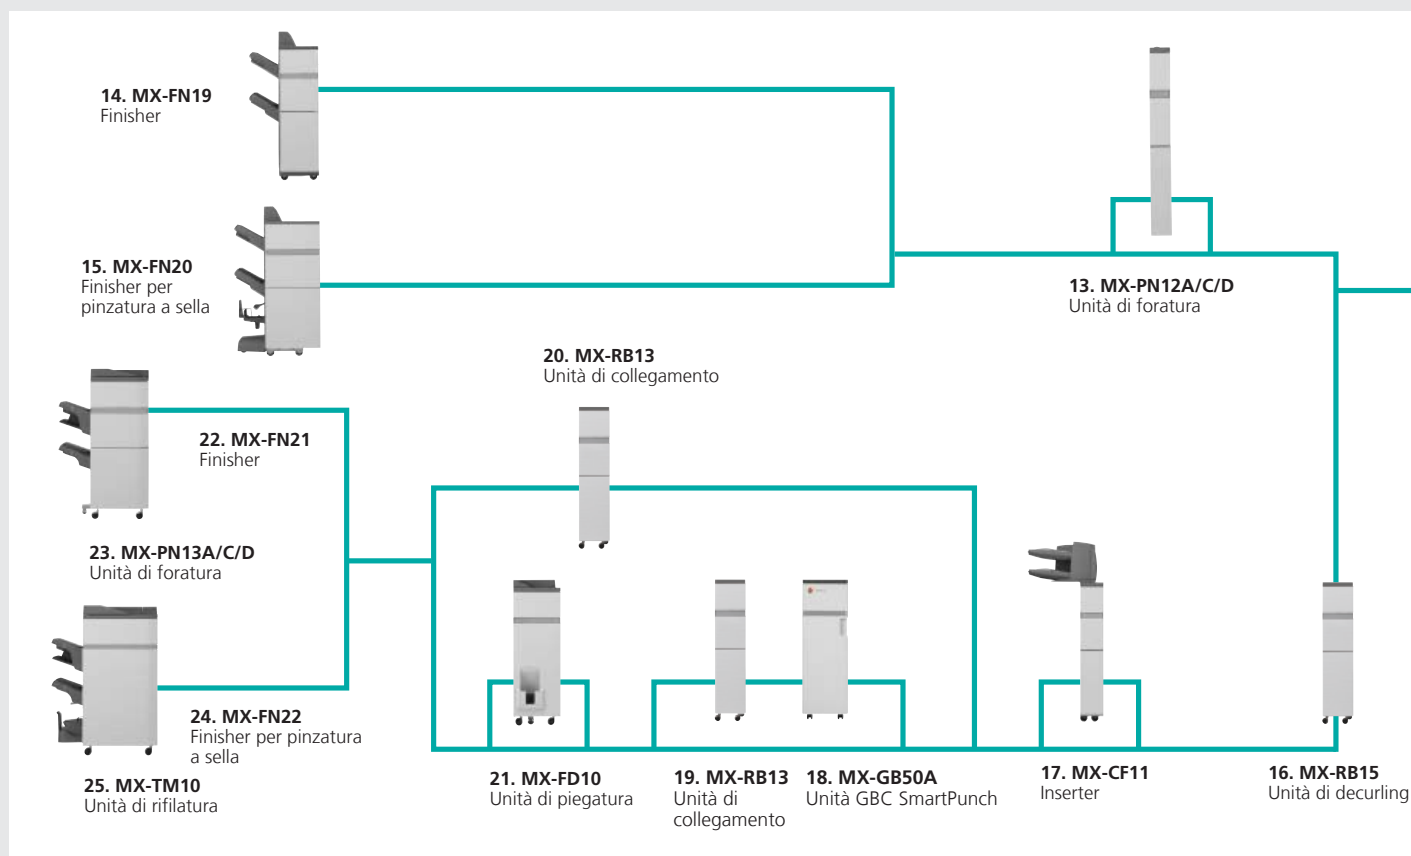 14. MX-FN19
Finisher
15. MX-FN20
Finisher per
pinzatura a sella
13. MX-PN12A/C/D
Unità di foratura
20. MX-RB13
Unità di collegamento
22. MX-FN21
Finisher
23. MX-PN13A/C/D
Unità di foratura
24. MX-FN22
Finisher per pinzatura
a sella
25. MX-TM10
Unità di rifilatura
21. MX-FD10
Unità di piegatura
19. MX-RB13
Unità di
collegamento
18. MX-GB50A
Unità GBC SmartPunch
17. MX-CF11
Inserter
16. MX-RB15
Unità di decurling